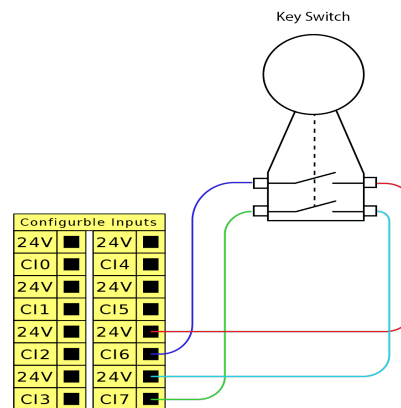 Key Switch
Configurble Inputs
24V 24V
CI0 CI4
24V 24V
CI1 CI5
24V 24V
CI2 CI6
24V 24V
CI3 CI7